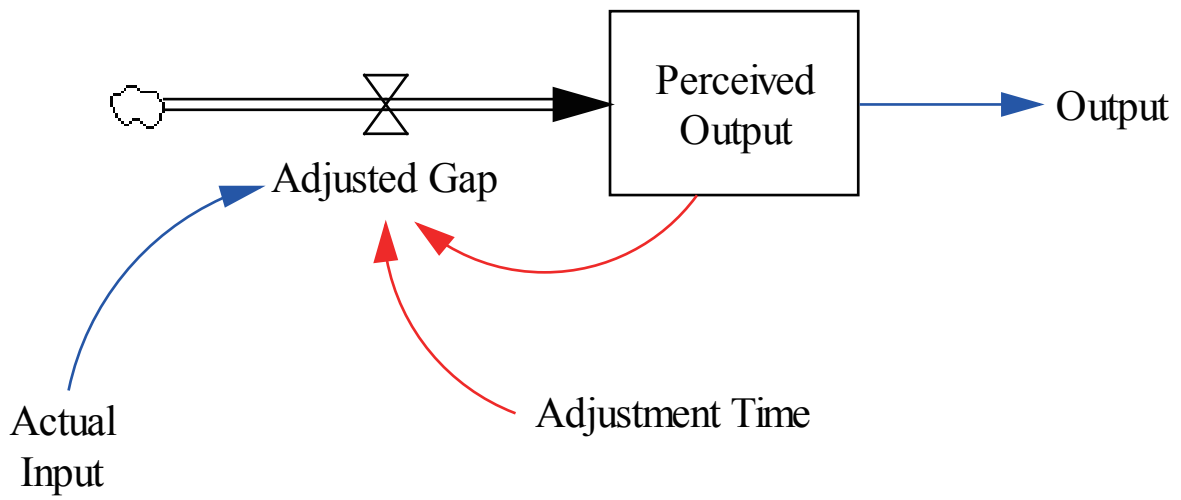 Perceived
Output
Output
Adjusted Gap
Adjustment Time
Actual
Input